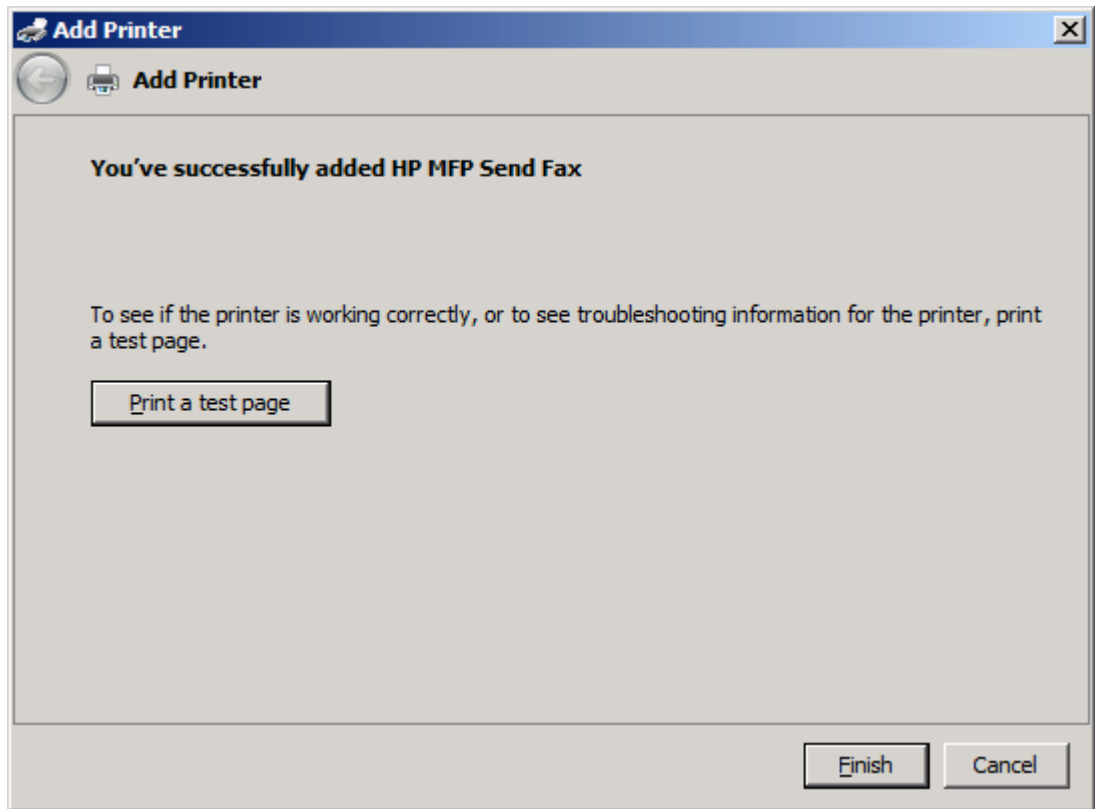 Add Printer
Add Printer
You've successfully added HP MFP Send Fax
To see if the printer is working correctly, or to see troubleshooting information for the printer, print
a test page.
Print a test page
Finish Cancel